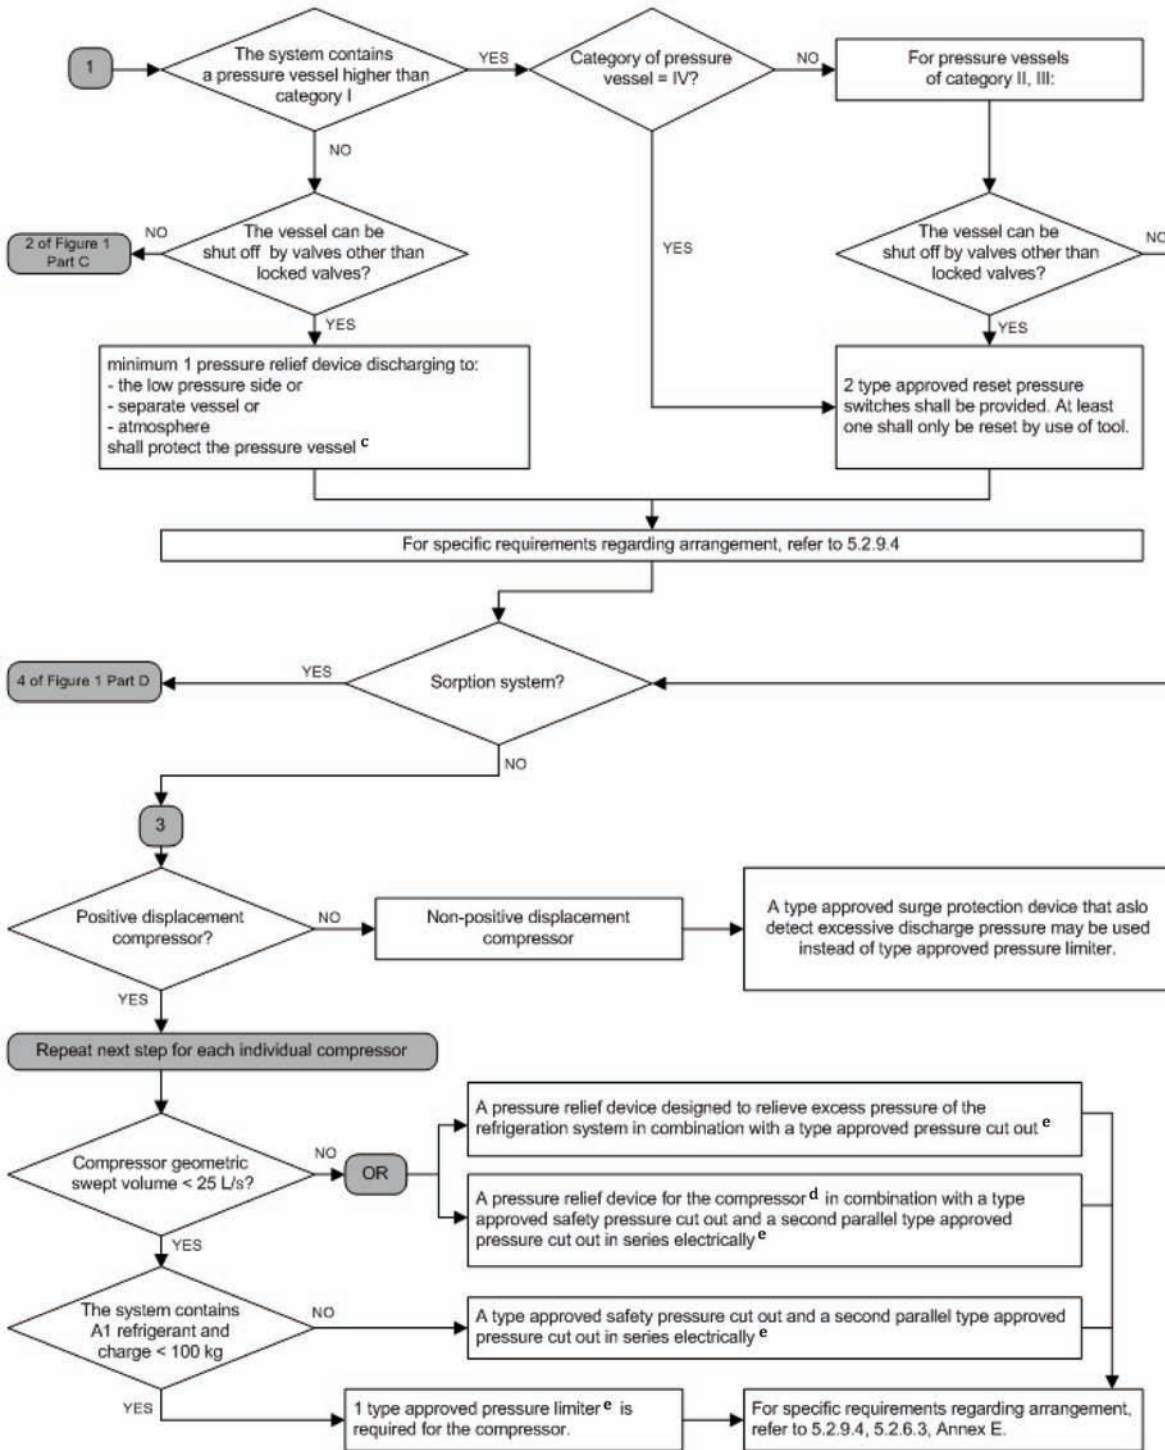 1
The system contains
a pressure vessel higher than
category I
YES
Category of pressure
vessel = IV?
NO
For pressure vessels
of category II, III:
NO
YES
2 of Figure 1
Part C
NO
The vessel can be
shut off by valves other than
locked valves?
The vessel can be
shut off by valves other than
locked valves?
NO
YES
YES
minimum 1 pressure relief device discharging to:
- the low pressure side or
- separate vessel or
- atmosphere
shall protect the pressure vessel c
2 type approved reset pressure
switches shall be provided. At least
one shall only be reset by use of tool.
For specific requirements regarding arrangement, refer to 5.2.9.4
4 of Figure 1 Part D
YES
Sorption system?
NO
3
Positive displacement
compressor?
NO
Non-positive displacement
compressor
A type approved surge protection device that aslo
detect excessive discharge pressure may be used
instead of type approved pressure limiter.
YES
Repeat next step for each individual compressor
Compressor geometric
swept volume < 25 L/s?
NO
OR
A pressure relief device designed to relieve excess pressure of the
refrigeration system in combination with a type approved pressure cut out e
A pressure relief device for the compressor d in combination with a type
approved safety pressure cut out and a second parallel type approved
pressure cut out in series electrically e
YES
The system contains
A1 refrigerant and
charge < 100 kg
NO
A type approved safety pressure cut out and a second parallel type approved
pressure cut out in series electrically e
YES
1 type approved pressure limiter e is
required for the compressor.
For specific requirements regarding arrangement,
refer to 5.2.9.4, 5.2.6.3, Annex E.